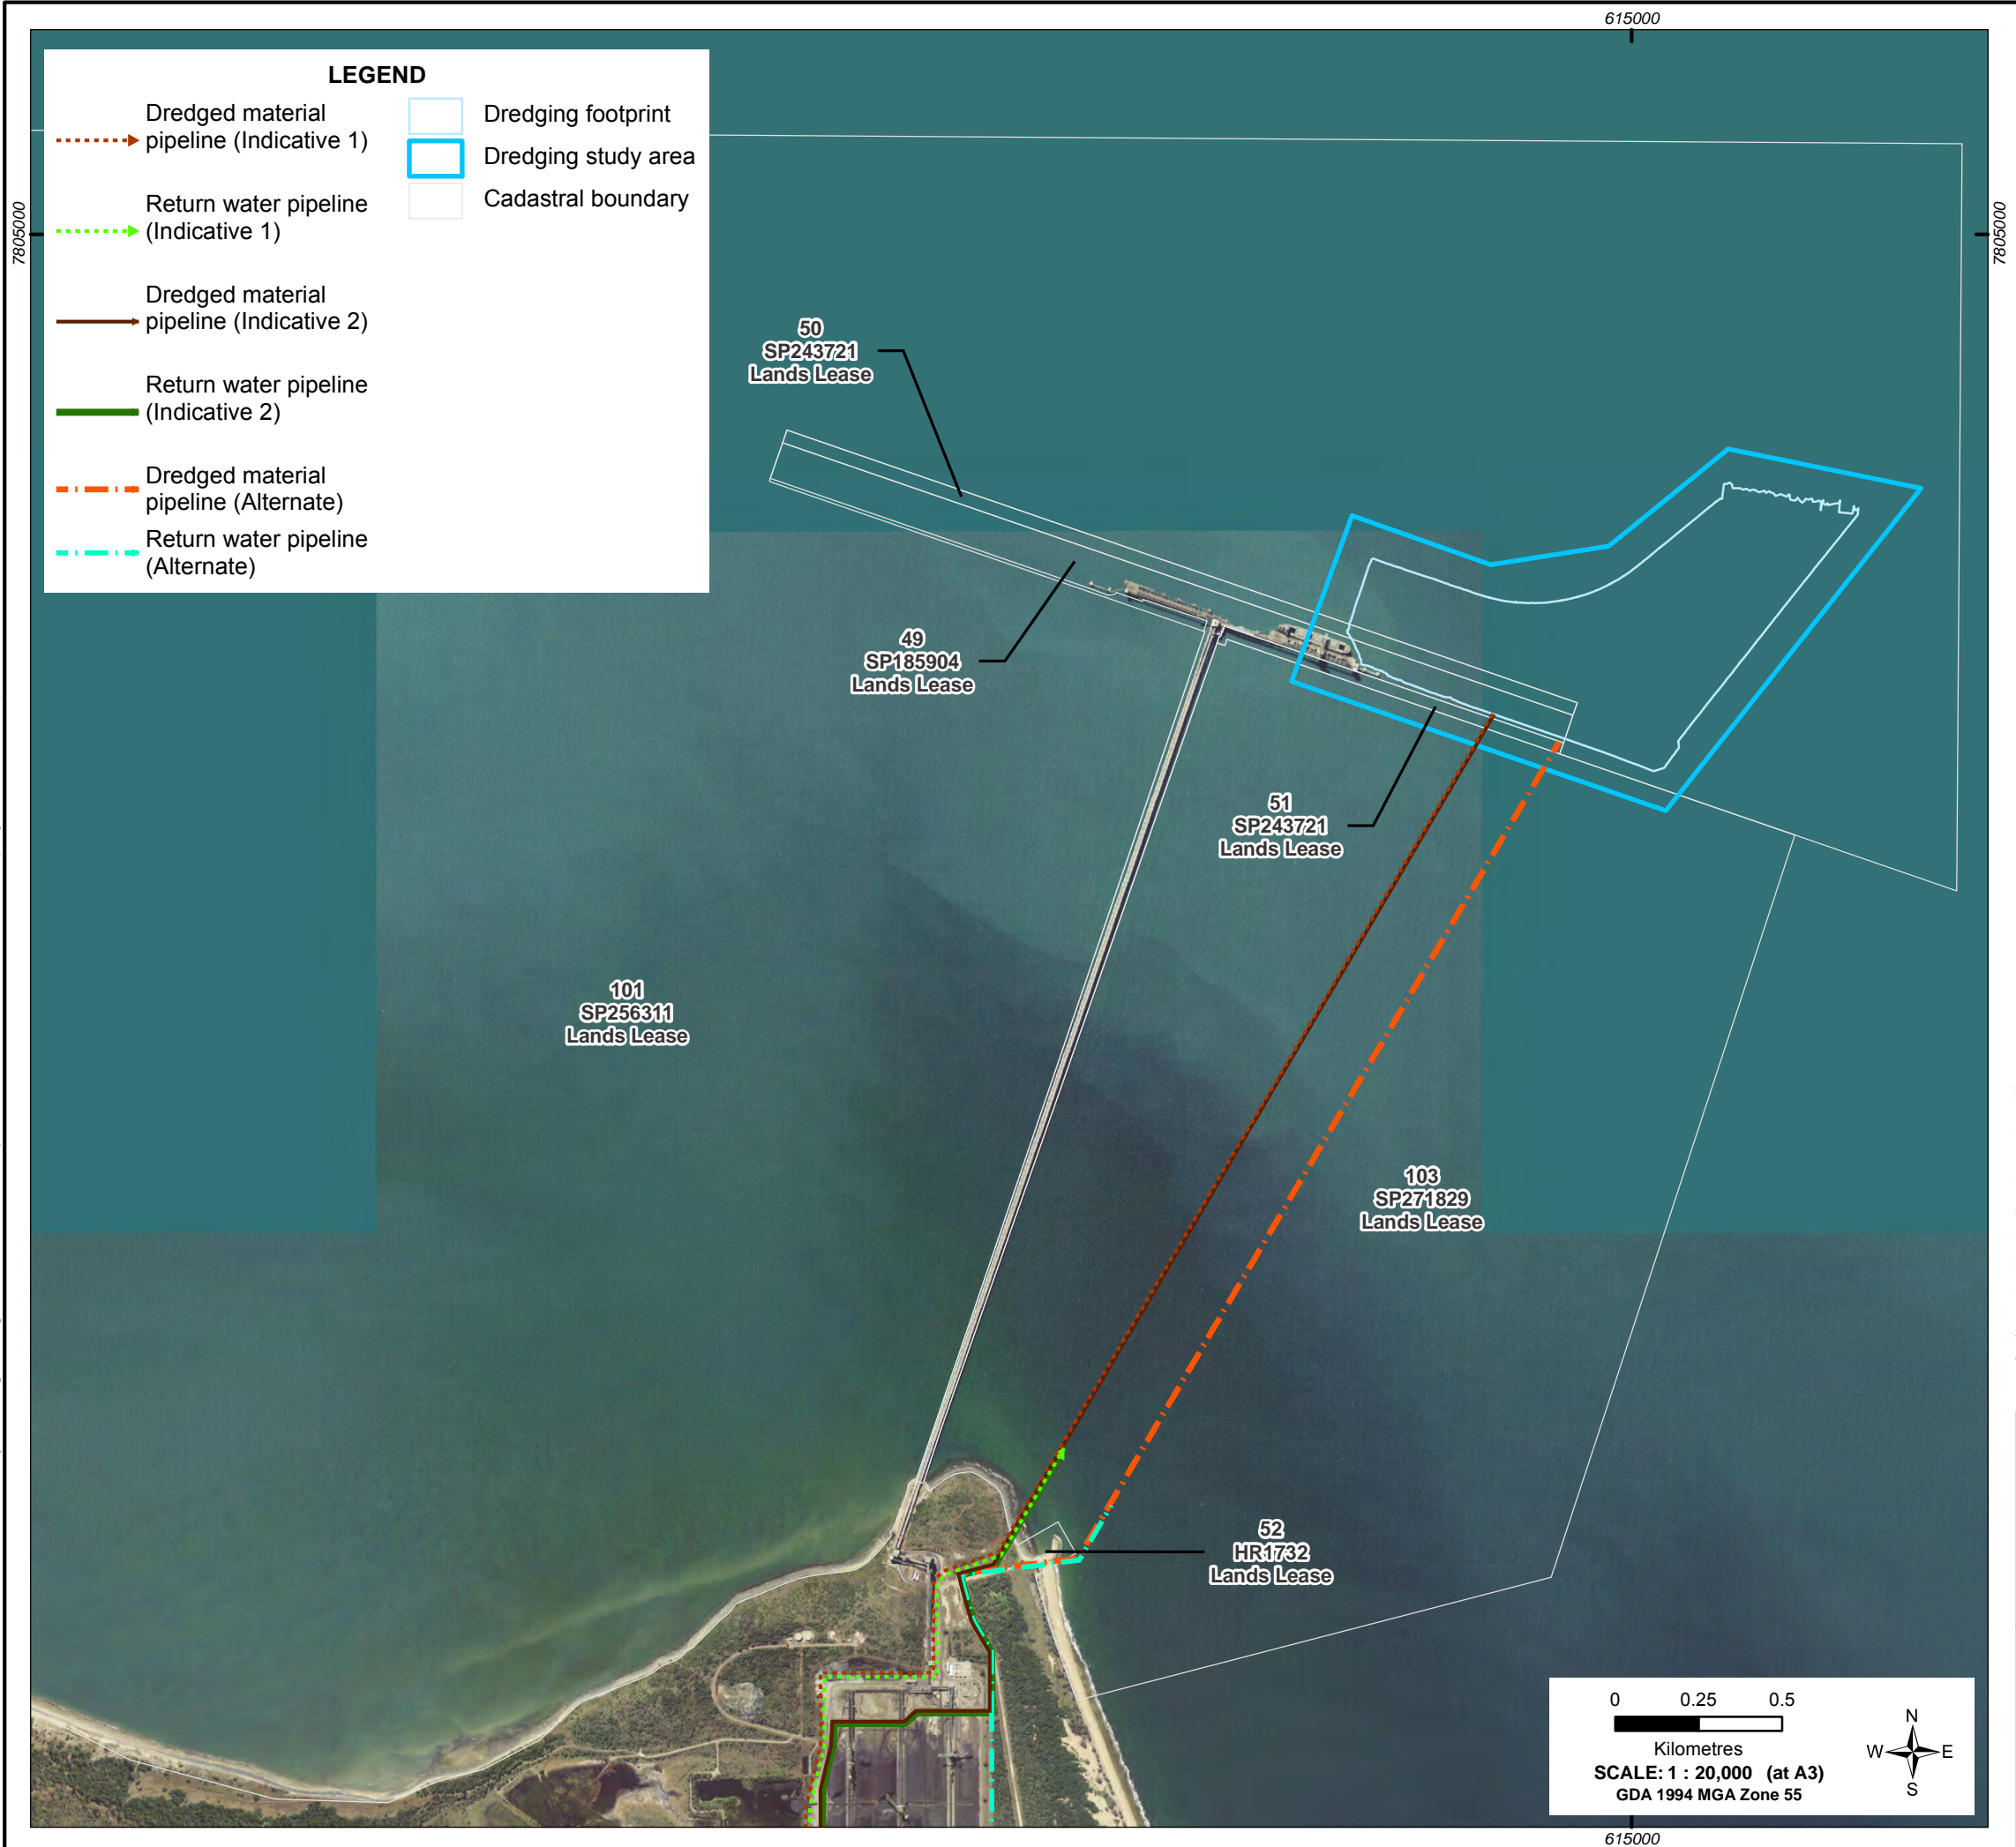 615000
LEGEND
Dredged material
pipeline (Indicative 1)
Return water pipeline
(Indicative 1)
Dredged material
pipeline (Indicative 2)
Return water pipeline
(Indicative 2)
Dredged material
pipeline (Alternate)
Return water pipeline
(Alternate)
Dredging footprint
Dredging study area
Cadastral boundary
7805000
7805000
50
SP243721
Lands Lease
49
SP185904
Lands Lease
51
SP243721
Lands Lease
101
SP256311
Lands Lease
103
SP271829
Lands Lease
52
HR1732
Lands Lease
0 0.25 0.5
Kilometres
SCALE: 1 : 20,000 (at A3)
GDA 1994 MGA Zone 55
N
W E
S
615000